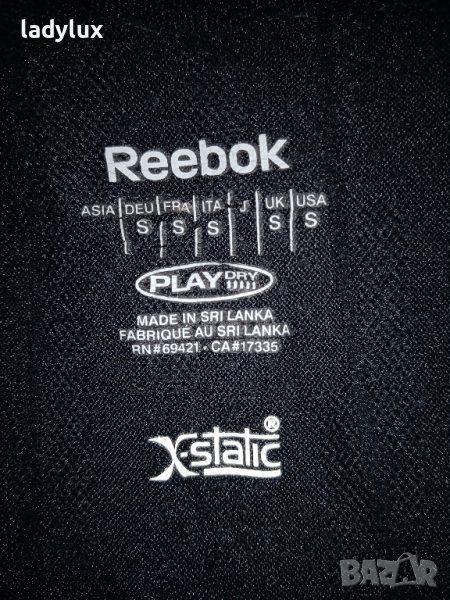 ladylux
Reebok
ASIA DEU FRA ITA J UK USA
S S S S S
PLAY DRY
MADE IN SRI LANKA
FABRIQUÉ AU SRI LANKA
RN#69421 · CA#17335
X-static®
BAZAR